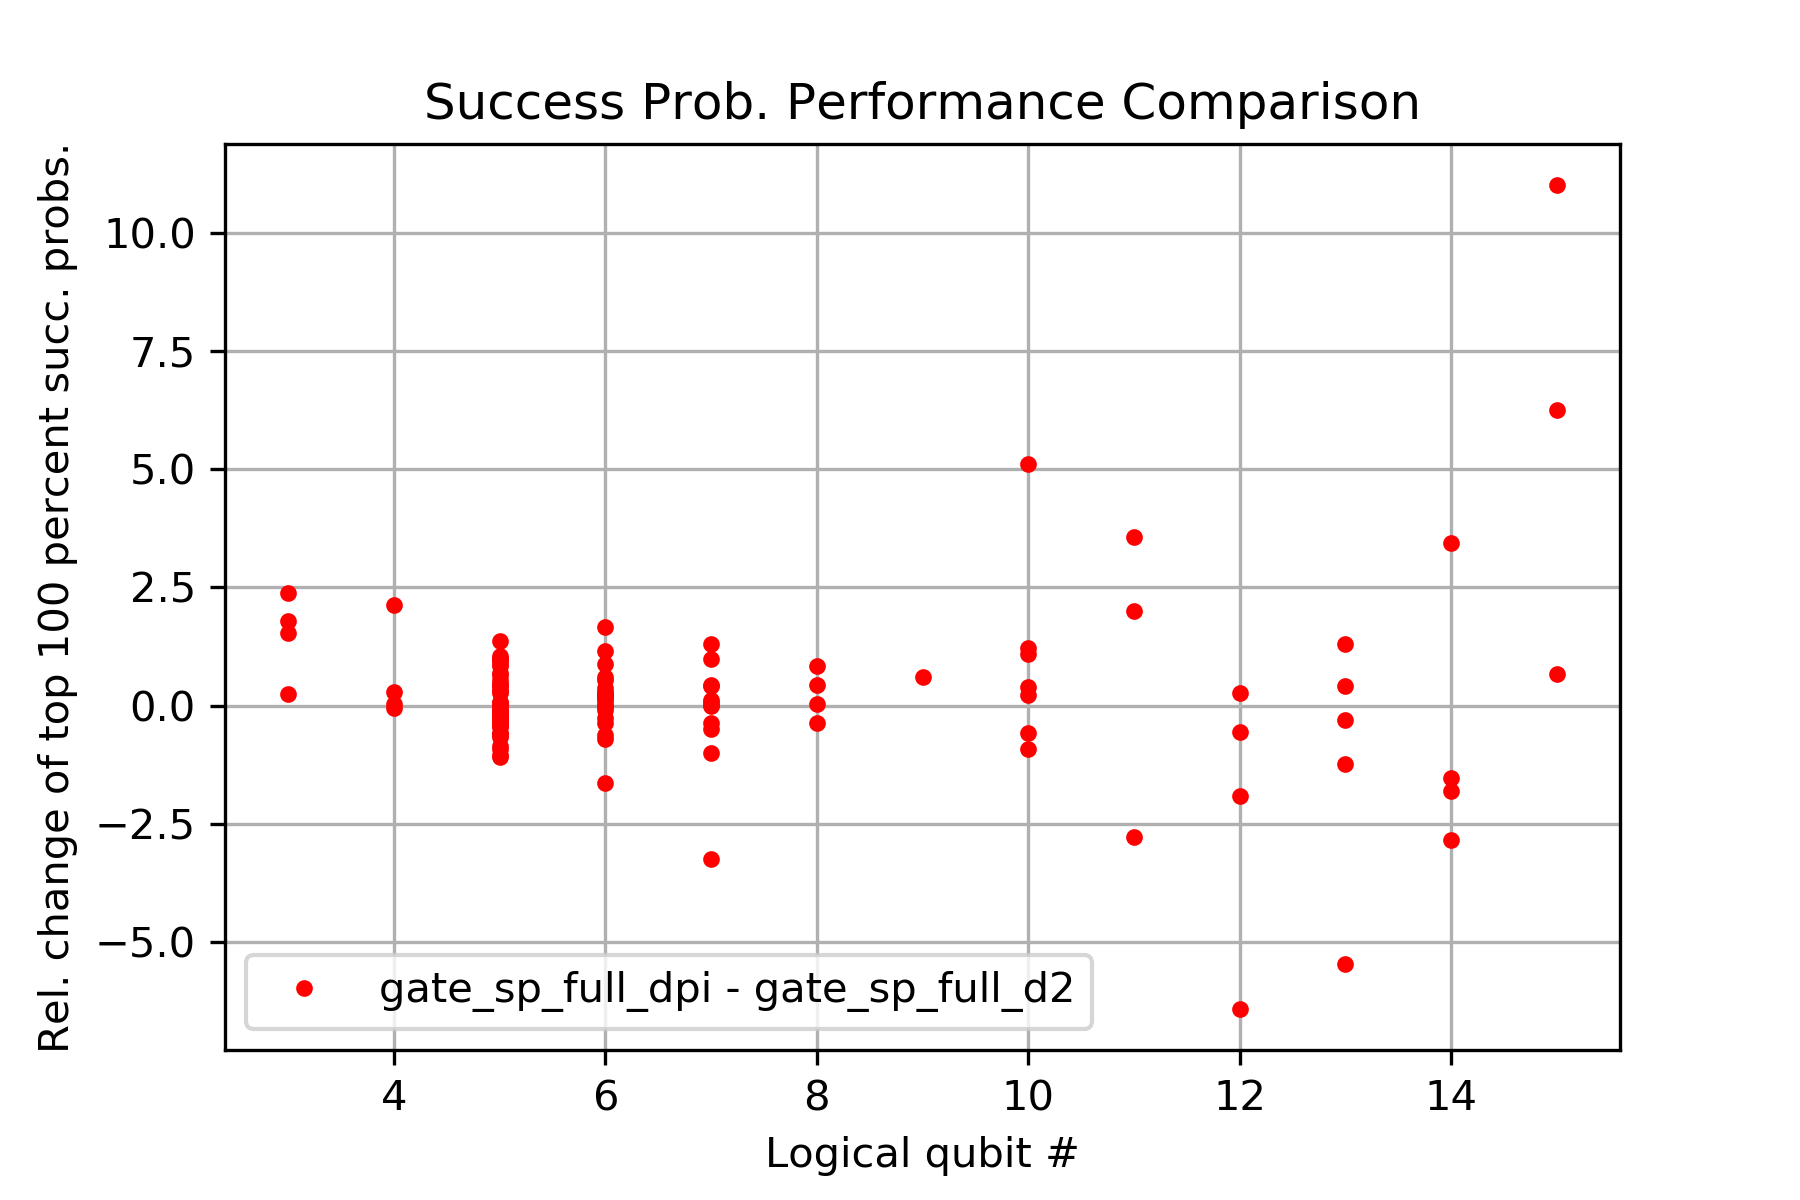 Success Prob. Performance Comparison
Rel. change of top 100 percent succ. probs.
10.0
7.5
5.0
2.5
0.0
−2.5
−5.0
gate_sp_full_dpi - gate_sp_full_d2
4 6 8 10 12 14
Logical qubit #